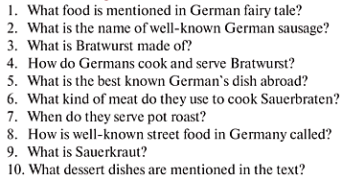 1. What food is mentioned in German fairy tale?
2. What is the name of well-known German sausage?
3. What is Bratwurst made of?
4. How do Germans cook and serve Bratwurst?
5. What is the best known German`s dish abroad?
6. What kind of meat do they use to cook Sauerbraten?
7. When do they serve pot roast?
8. How is well-known street food in Germany called?
9. What is Sauerkraut?
10. What dessert dishes are mentioned in the text?